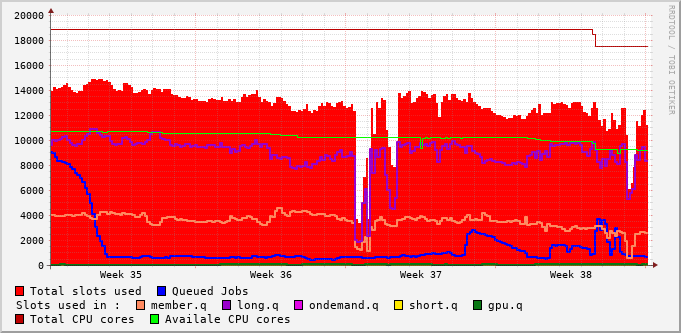 20000
18000
16000
14000
12000
10000
8000
6000
4000
2000
0
Week 35 Week 36 Week 37 Week 38
RRDTOOL / TOBI OETIKER
Total slots used Queued Jobs
Slots used in : member.q long.q ondemand.q short.q gpu.q
Total CPU cores Availale CPU cores